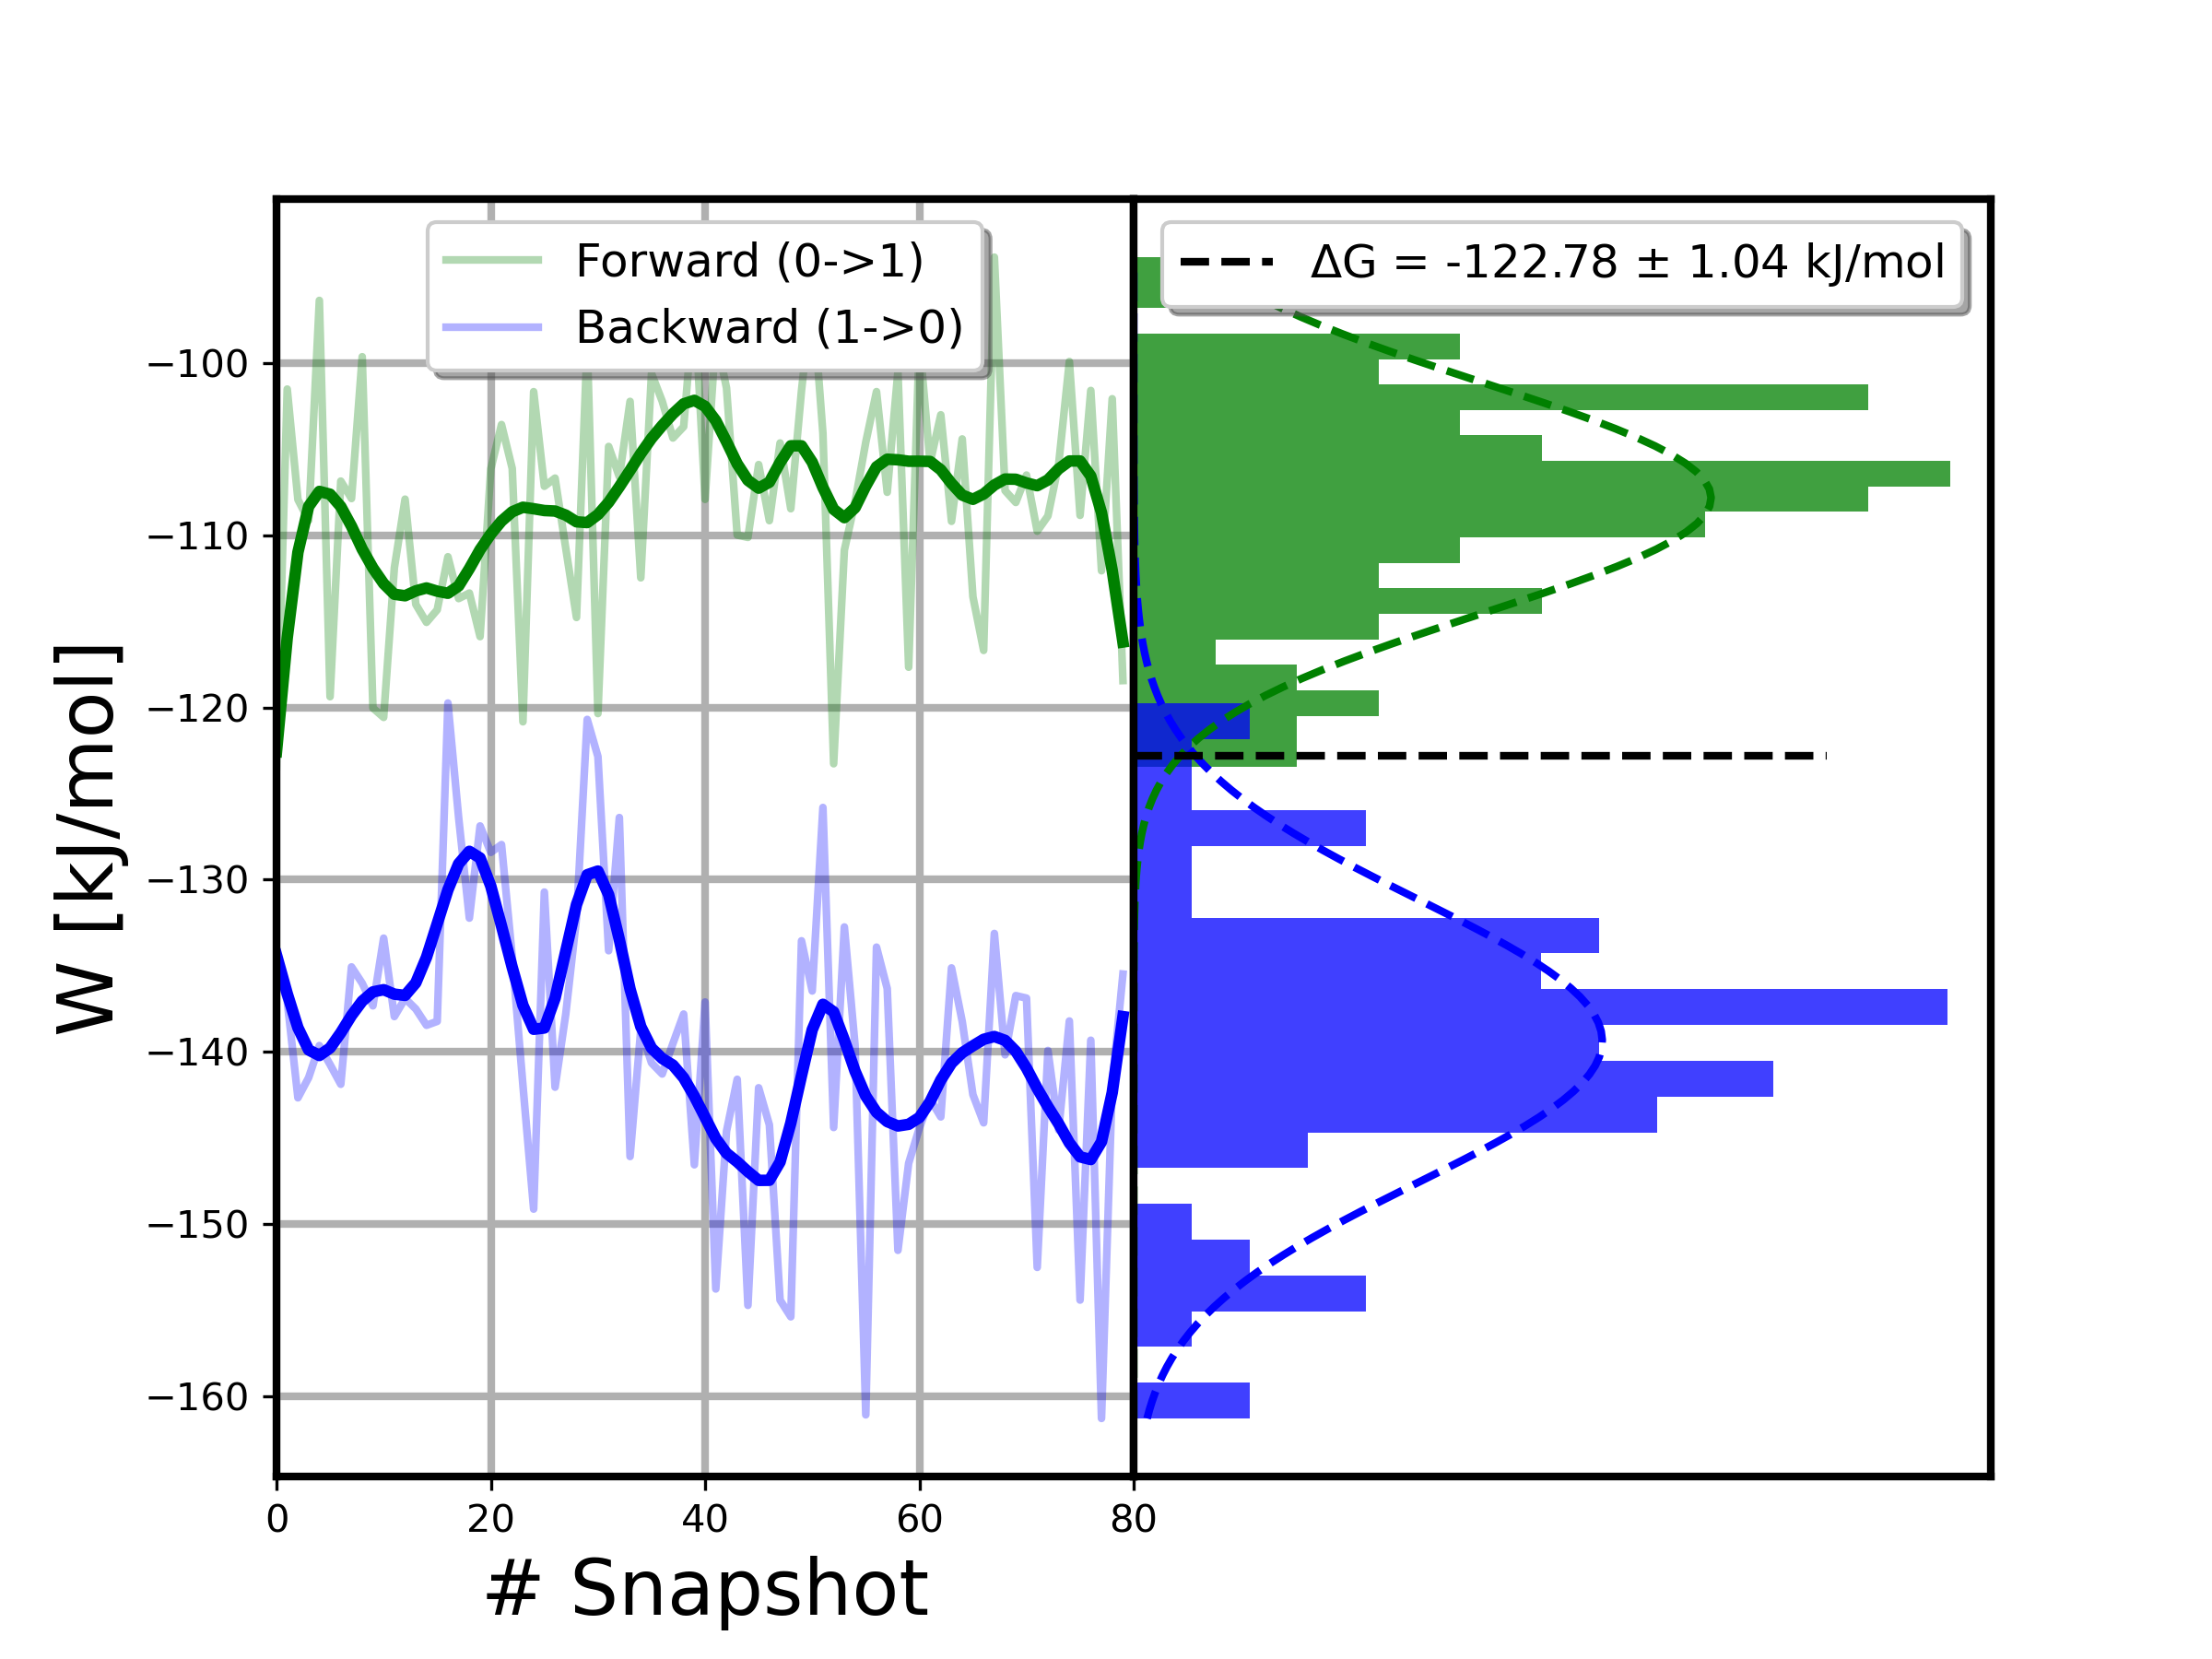 Forward (0->1)
Backward (1->0)
ΔG = -122.78 ± 1.04 kJ/mol
W [kJ/mol]
−100
−110
−120
−130
−140
−150
−160
0 20 40 60 80
# Snapshot